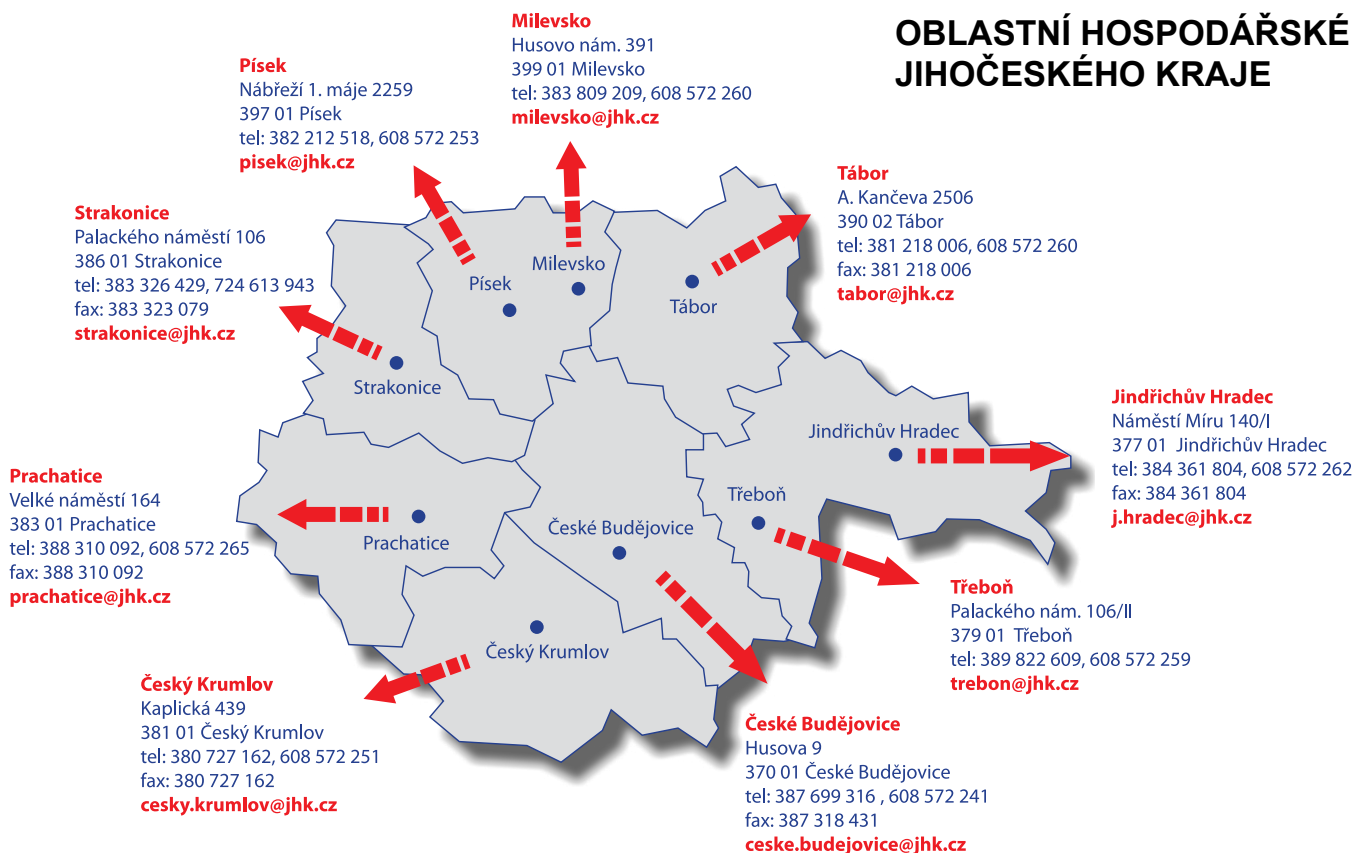 OBLASTNÍ HOSPODÁŘSKÉ
JIHOČESKÉHO KRAJE
Milevsko
Husovo nám. 391
399 01 Milevsko
tel: 383 809 209, 608 572 260
milevsko@jhk.cz
Písek
Nábřeží 1. máje 2259
397 01 Písek
tel: 382 212 518, 608 572 253
pisek@jhk.cz
Tábor
A. Kančeva 2506
390 02 Tábor
tel: 381 218 006, 608 572 260
fax: 381 218 006
tabor@jhk.cz
Strakonice
Palackého náměstí 106
386 01 Strakonice
tel: 383 326 429, 724 613 943
fax: 383 323 079
strakonice@jhk.cz
Milevsko
Písek
Tábor
Strakonice
Jindřichův Hradec
Třeboň
České Budějovice
Prachatice
Český Krumlov
Jindřichův Hradec
Náměstí Míru 140/I
377 01 Jindřichův Hradec
tel: 384 361 804, 608 572 262
fax: 384 361 804
j.hradec@jhk.cz
Prachatice
Velké náměstí 164
383 01 Prachatice
tel: 388 310 092, 608 572 265
fax: 388 310 092
prachatice@jhk.cz
Třeboň
Palackého nám. 106/II
379 01 Třeboň
tel: 389 822 609, 608 572 259
trebon@jhk.cz
Český Krumlov
Kaplická 439
381 01 Český Krumlov
tel: 380 727 162, 608 572 251
fax: 380 727 162
cesky.krumlov@jhk.cz
České Budějovice
Husova 9
370 01 České Budějovice
tel: 387 699 316 , 608 572 241
fax: 387 318 431
ceske.budejovice@jhk.cz